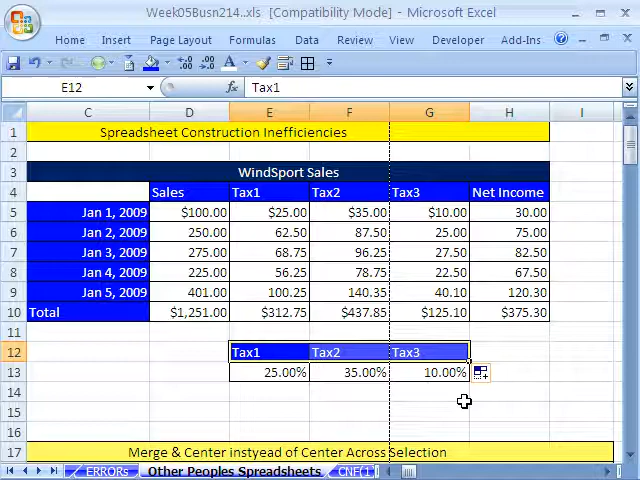 Week05Busn214..xls [Compatibility Mode] - Microsoft Excel
Home Insert Page Layout Formulas Data Review View Developer Add-Ins
E12 Tax1
C D E F G H I
1 Spreadsheet Construction Inefficiencies
2
3 WindSport Sales
4 Sales Tax1 Tax2 Tax3 Net Income
5 Jan 1, 2009 $100.00 $25.00 $35.00 $10.00 30.00
6 Jan 2, 2009 250.00 62.50 87.50 25.00 75.00
7 Jan 3, 2009 275.00 68.75 96.25 27.50 82.50
8 Jan 4, 2009 225.00 56.25 78.75 22.50 67.50
9 Jan 5, 2009 401.00 100.25 140.35 40.10 120.30
10 Total $1,251.00 $312.75 $437.85 $125.10 $375.30
11
12 Tax1 Tax2 Tax3
13 25.00% 35.00% 10.00%
14
15
16
17 Merge & Center instyead of Center Across Selection
ERRORs Other Peoples Spreadsheets CNF(1